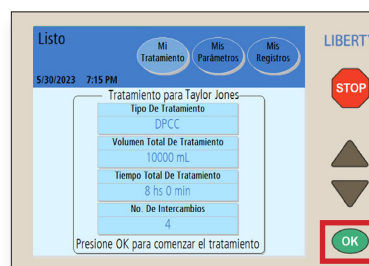 Listo
Mi Tratamiento
Mis Parámetros
Mis Registros
LIBERT
5/30/2023 7:15 PM
STOP
Tratamiento para Taylor Jones
Tipo De Tratamiento
DPCC
Volumen Total De Tratamiento
10000 mL
Tiempo Total De Tratamiento
8 hs 0 min
No. De Intercambios
4
Presione OK para comenzar el tratamiento
OK